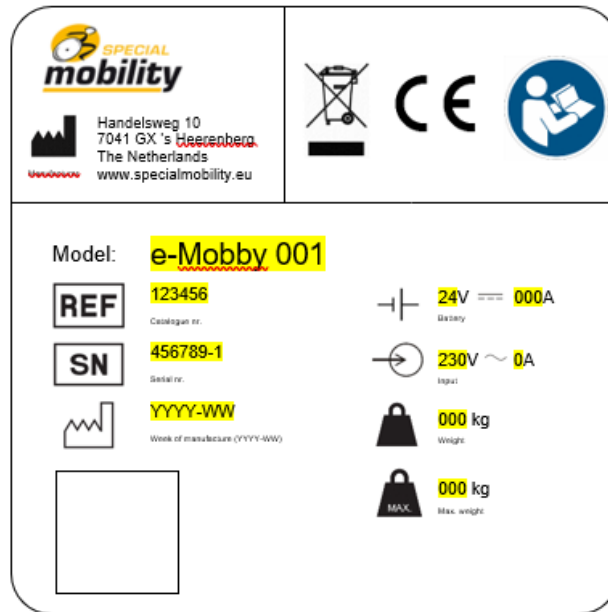 SPECIAL
mobility
Handelsweg 10
7041 GX 's Heerenberg
The Netherlands
www.specialmobility.eu
Manufacturer
CE
Model: e-Mobby 001
REF 123456
Catalogue nr.
SN 456789-1
Serial nr.
YYYY-WW
Week of manufacture (YYYY-WW)
24V ⎓ 000A
Battery
230V ~ 0A
Input
000 kg
Weight
MAX. 000 kg
Max. weight